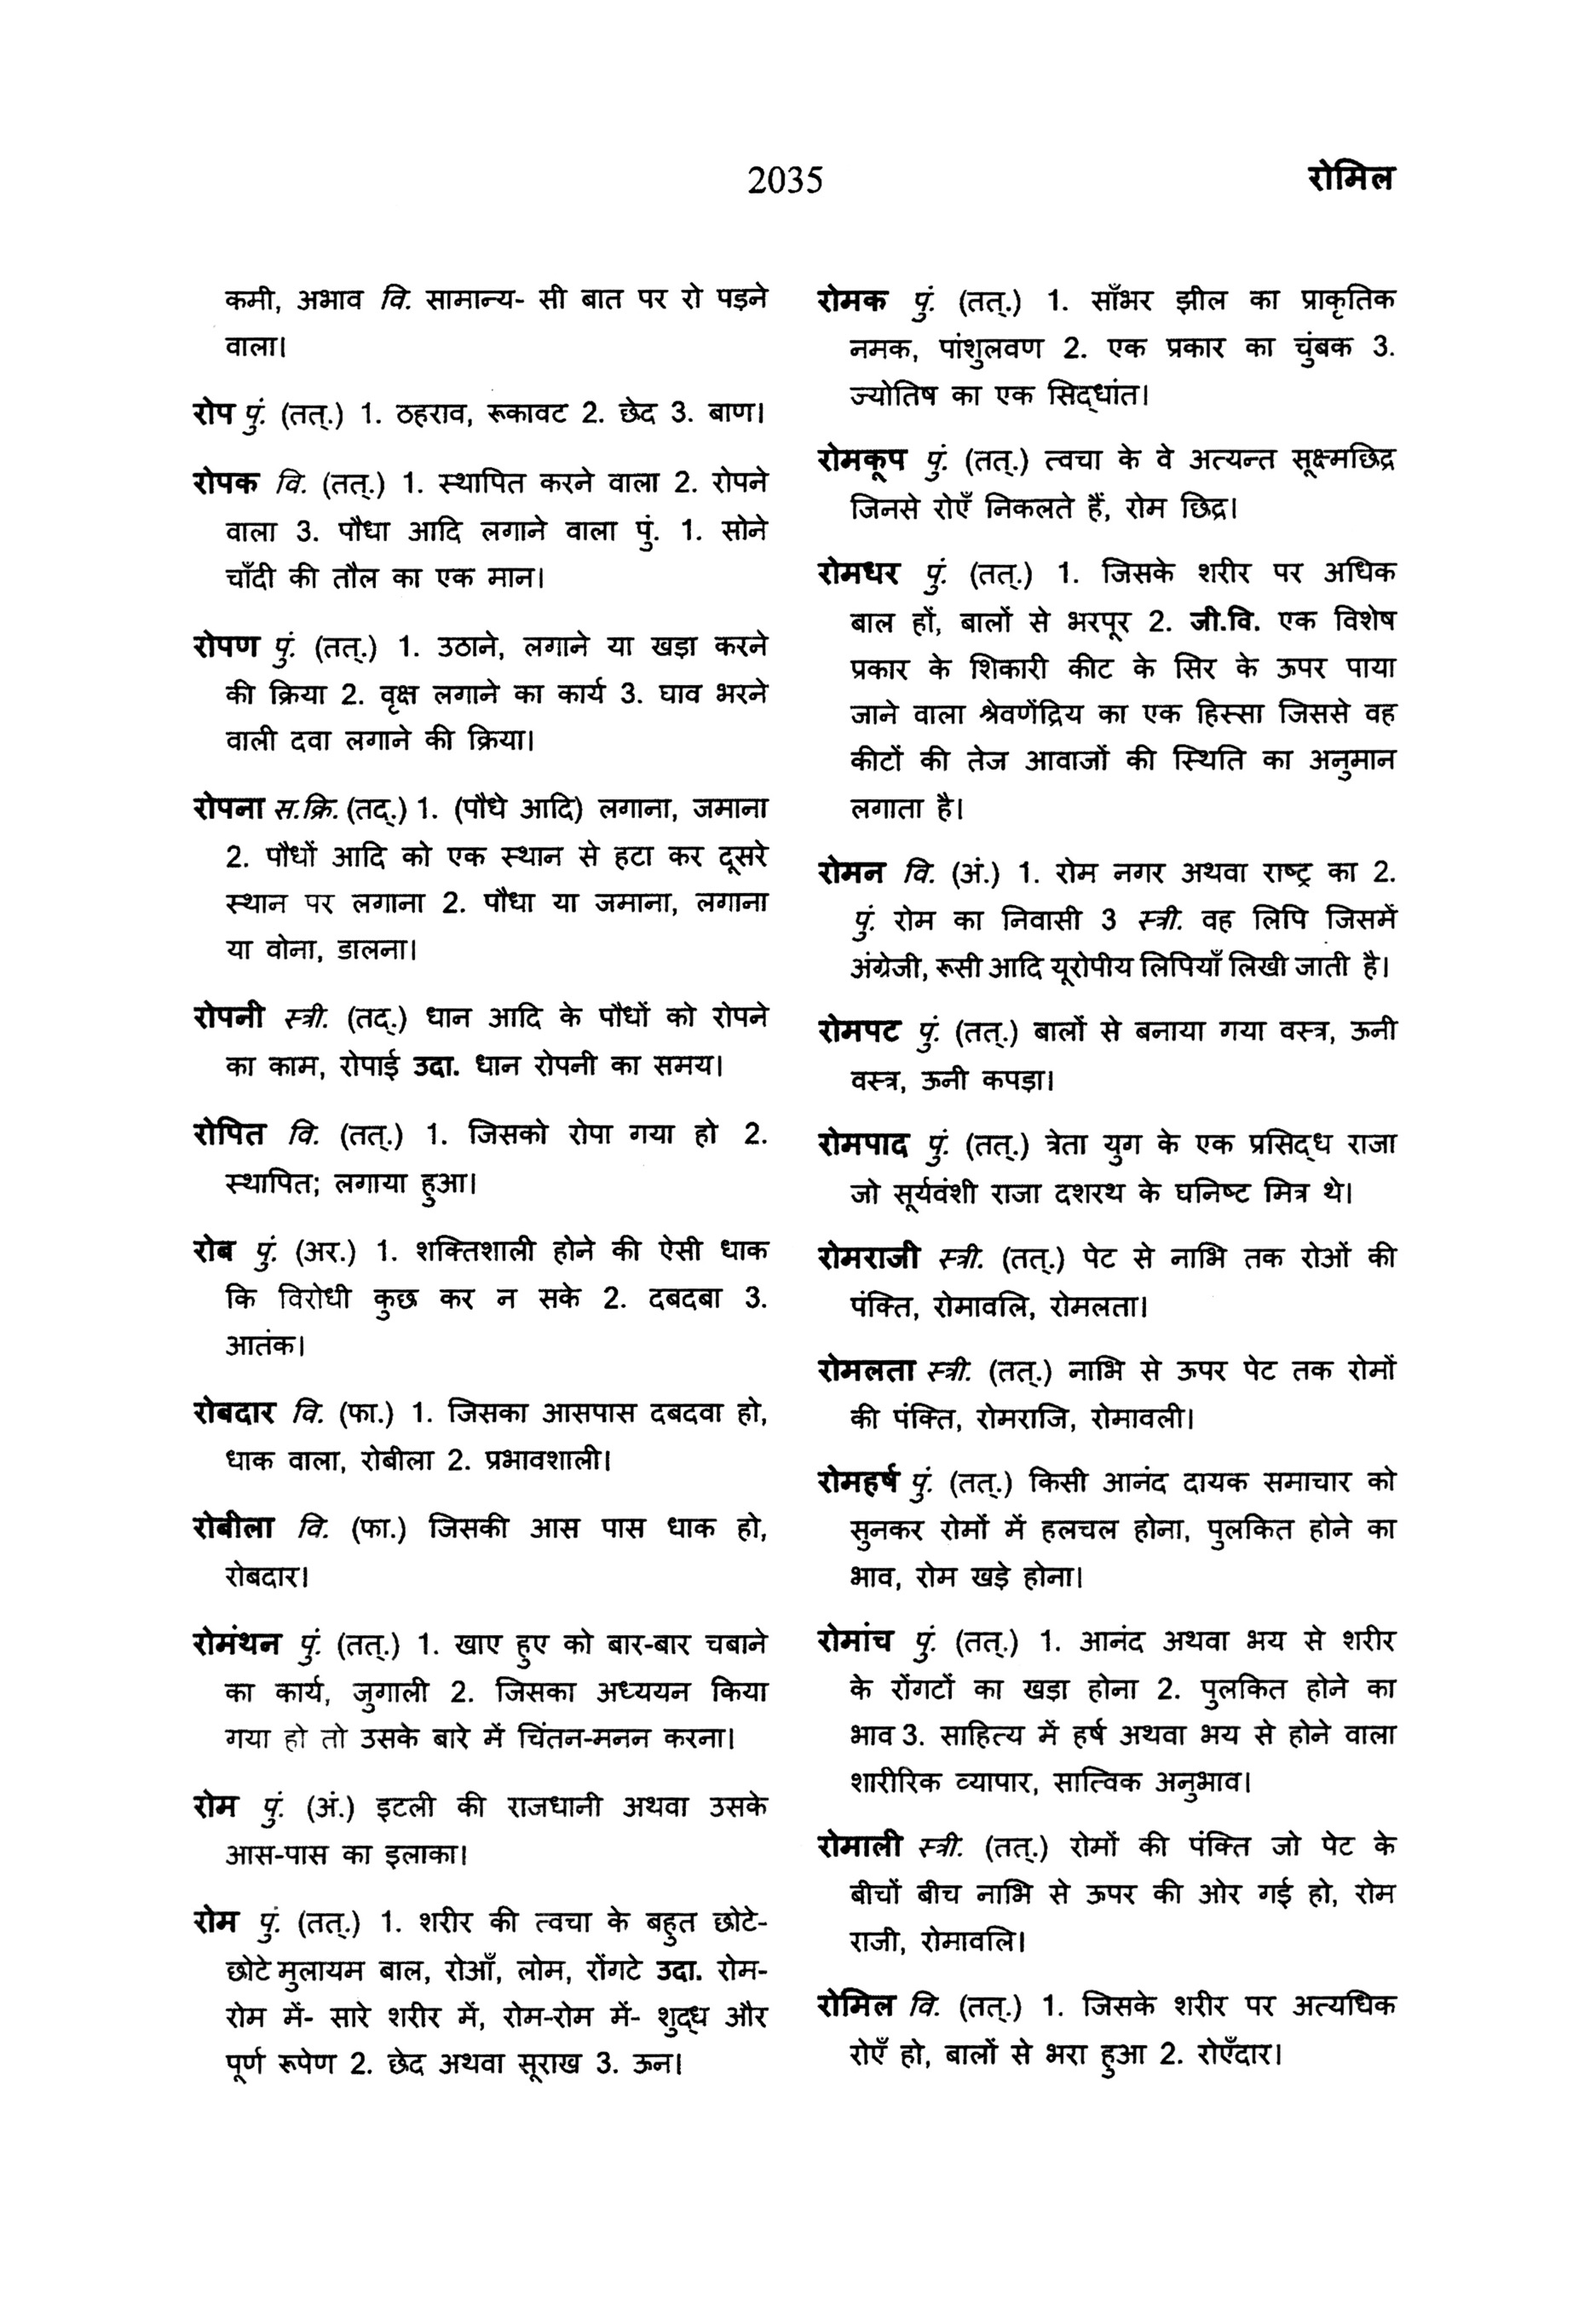 2035
रोमिल
कमी, अभाव वि. सामान्य- सी बात पर रो पड़ने
वाला।
रोप पुं. (तत्.) 1. ठहराव, रूकावट 2. छेद 3. बाण।
रोपक वि. (तत्.) 1. स्थापित करने वाला 2. रोपने
वाला 3. पौधा आदि लगाने वाला पुं. 1. सोने
चाँदी की तौल का एक मान।
रोपण पुं. (तत्.) 1. उठाने, लगाने या खड़ा करने
की क्रिया 2. वृक्ष लगाने का कार्य 3. घाव भरने
वाली दवा लगाने की क्रिया।
रोपना स.क्रि. (तद्.) 1. (पौधे आदि) लगाना, जमाना
2. पौधों आदि को एक स्थान से हटा कर दूसरे
स्थान पर लगाना 2. पौधा या जमाना, लगाना
या वोना, डालना।
रोपनी स्त्री. (तद्.) धान आदि के पौधों को रोपने
का काम, रोपाई उदा. धान रोपनी का समय।
रोपित वि. (तत्.) 1. जिसको रोपा गया हो 2.
स्थापित; लगाया हुआ।
रोब पुं. (अर.) 1. शक्तिशाली होने की ऐसी धाक
कि विरोधी कुछ कर न सके 2. दबदबा 3.
आतंक।
रोबदार वि. (फा.) 1. जिसका आसपास दबदवा हो,
धाक वाला, रोबीला 2. प्रभावशाली।
रोबीला वि. (फा.) जिसकी आस पास धाक हो,
रोबदार।
रोमंथन पुं. (तत्.) 1. खाए हुए को बार-बार चबाने
का कार्य, जुगाली 2. जिसका अध्ययन किया
गया हो तो उसके बारे में चिंतन-मनन करना।
रोम पुं. (अं.) इटली की राजधानी अथवा उसके
आस-पास का इलाका।
रोम पुं. (तत्.) 1. शरीर की त्वचा के बहुत छोटे-
छोटे मुलायम बाल, रोआँ, लोम, रोंगटे उदा. रोम-
रोम में- सारे शरीर में, रोम-रोम में- शुद्ध और
पूर्ण रूपेण 2. छेद अथवा सूराख 3. ऊन।
रोमक पुं. (तत्.) 1. साँभर झील का प्राकृतिक
नमक, पांशुलवण 2. एक प्रकार का चुंबक 3.
ज्योतिष का एक सिद्धांत।
रोमकूप पुं. (तत्.) त्वचा के वे अत्यन्त सूक्ष्मछिद्र
जिनसे रोएँ निकलते हैं, रोम छिद्र।
रोमधर पुं. (तत्.) 1. जिसके शरीर पर अधिक
बाल हों, बालों से भरपूर 2. जी.वि. एक विशेष
प्रकार के शिकारी कीट के सिर के ऊपर पाया
जाने वाला श्रेवणेंद्रिय का एक हिस्सा जिससे वह
कीटों की तेज आवाजों की स्थिति का अनुमान
लगाता है।
रोमन वि. (अं.) 1. रोम नगर अथवा राष्ट्र का 2.
पुं. रोम का निवासी 3 स्त्री. वह लिपि जिसमें
अंग्रेजी, रूसी आदि यूरोपीय लिपियाँ लिखी जाती है।
रोमपट पुं. (तत्.) बालों से बनाया गया वस्त्र, ऊनी
वस्त्र, ऊनी कपड़ा।
रोमपाद पुं. (तत्.) त्रेता युग के एक प्रसिद्ध राजा
जो सूर्यवंशी राजा दशरथ के घनिष्ट मित्र थे।
रोमराजी स्त्री. (तत्.) पेट से नाभि तक रोओं की
पंक्ति, रोमावलि, रोमलता।
रोमलता स्त्री. (तत्.) नाभि से ऊपर पेट तक रोमों
की पंक्ति, रोमराजि, रोमावली।
रोमहर्ष पुं. (तत्.) किसी आनंद दायक समाचार को
सुनकर रोमों में हलचल होना, पुलकित होने का
भाव, रोम खड़े होना।
रोमांच पुं. (तत्.) 1. आनंद अथवा भय से शरीर
के रोंगटों का खड़ा होना 2. पुलकित होने का
भाव 3. साहित्य में हर्ष अथवा भय से होने वाला
शारीरिक व्यापार, सात्विक अनुभाव।
रोमाली स्त्री. (तत्.) रोमों की पंक्ति जो पेट के
बीचों बीच नाभि से ऊपर की ओर गई हो, रोम
राजी, रोमावलि।
रोमिल वि. (तत्.) 1. जिसके शरीर पर अत्यधिक
रोएँ हो, बालों से भरा हुआ 2. रोएँदार।